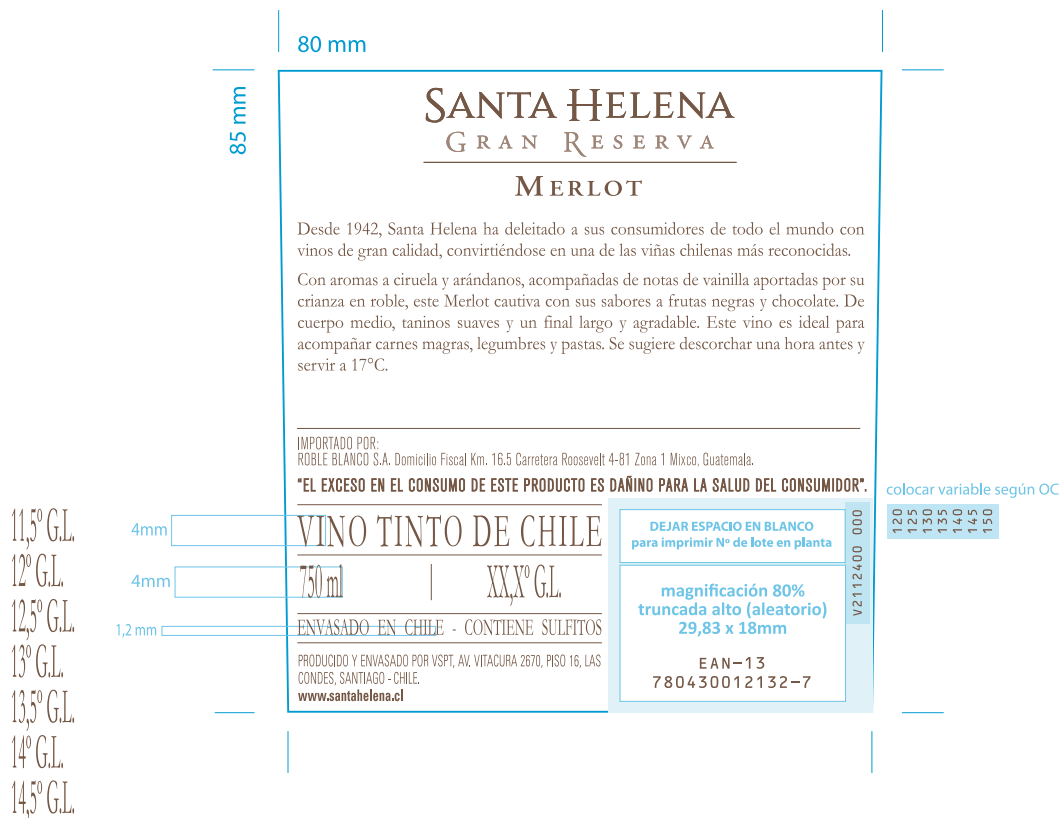 80 mm
85 mm
SANTA HELENA
GRAN RESERVA
MERLOT
Desde 1942, Santa Helena ha deleitado a sus consumidores de todo el mundo con
vinos de gran calidad, convirtiéndose en una de las viñas chilenas más reconocidas.
Con aromas a ciruela y arándanos, acompañadas de notas de vainilla aportadas por su
crianza en roble, este Merlot cautiva con sus sabores a frutas negras y chocolate. De
cuerpo medio, taninos suaves y un final largo y agradable. Este vino es ideal para
acompañar carnes magras, legumbres y pastas. Se sugiere descorchar una hora antes y
servir a 17°C.
IMPORTADO POR:
ROBLE BLANCO S.A. Domicilio Fiscal Km. 16.5 Carretera Roosevelt 4-81 Zona 1 Mixco, Guatemala.
"EL EXCESO EN EL CONSUMO DE ESTE PRODUCTO ES DAÑINO PARA LA SALUD DEL CONSUMIDOR".
4mm
VINO TINTO DE CHILE
4mm
750 ml | XX,Xº G.L.
1,2 mm
ENVASADO EN CHILE - CONTIENE SULFITOS
PRODUCIDO Y ENVASADO POR VSPT, AV. VITACURA 2670, PISO 16, LAS
CONDES, SANTIAGO - CHILE.
www.santahelena.cl
DEJAR ESPACIO EN BLANCO
para imprimir Nº de lote en planta
magnificación 80%
truncada alto (aleatorio)
29,83 x 18mm
EAN-13
780430012132-7
V2112400 000
colocar variable según OC
120
125
130
135
140
145
150
11,5º G.L.
12º G.L.
12,5º G.L.
13º G.L.
13,5º G.L.
14º G.L.
14,5º G.L.